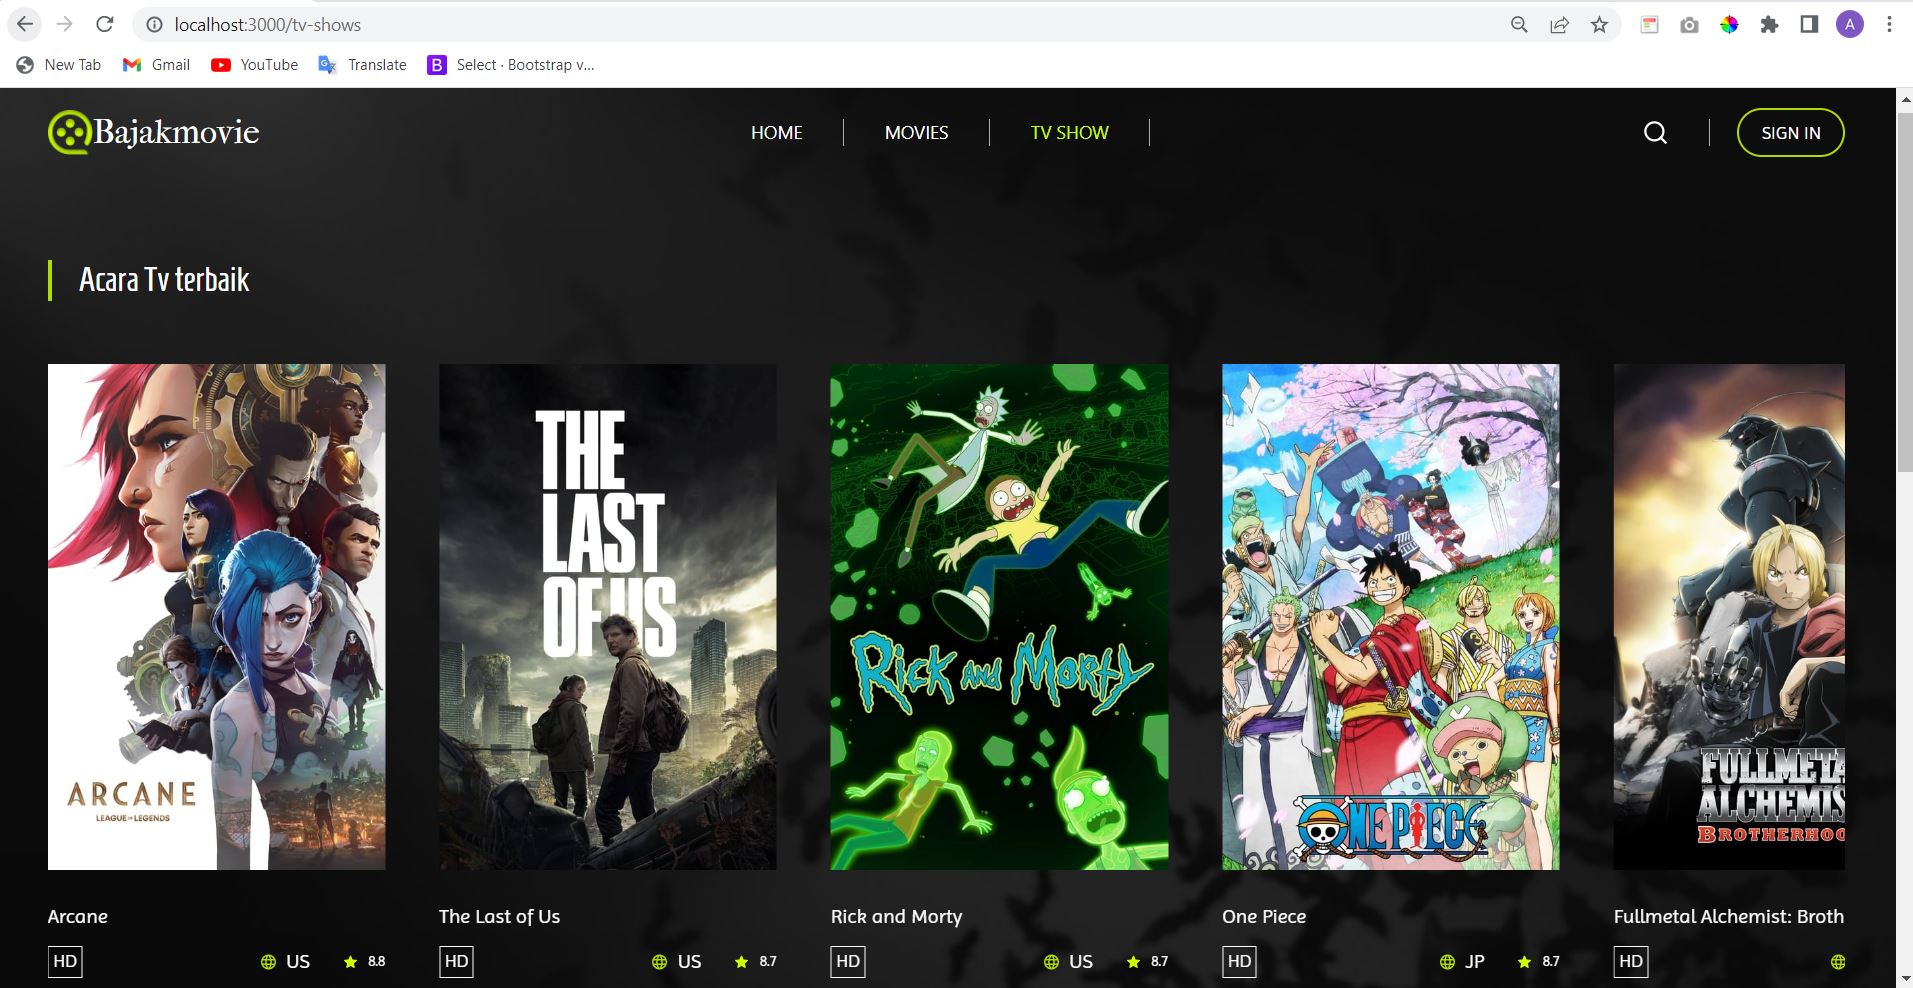 localhost:3000/tv-shows
A
New Tab Gmail YouTube Translate B Select · Bootstrap v...
Bajakmovie HOME MOVIES TV SHOW SIGN IN
Acara Tv terbaik
ARCANE
LEAGUE OF LEGENDS
THE
LAST
OF US
RICK AND MORTY
ONE PIECE
FULLMETA
ALCHEMIS
BROTHERHOO
Arcane The Last of Us Rick and Morty One Piece Fullmetal Alchemist: Broth
HD US 8.8 HD US 8.7 HD US 8.7 HD JP 8.7 HD